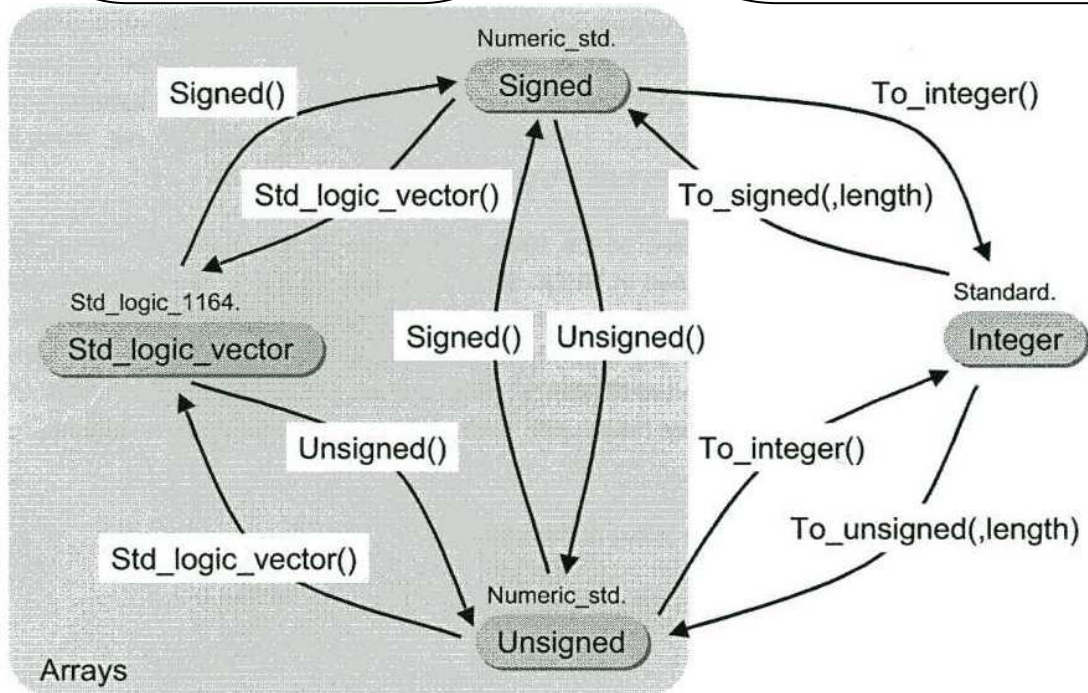 Numeric_std.
Signed
Signed()
To_integer()
Std_logic_vector()
To_signed(,length)
Std_logic_1164.
Std_logic_vector
Standard.
Integer
Signed()
Unsigned()
Unsigned()
To_integer()
To_unsigned(,length)
Std_logic_vector()
Numeric_std.
Unsigned
Arrays